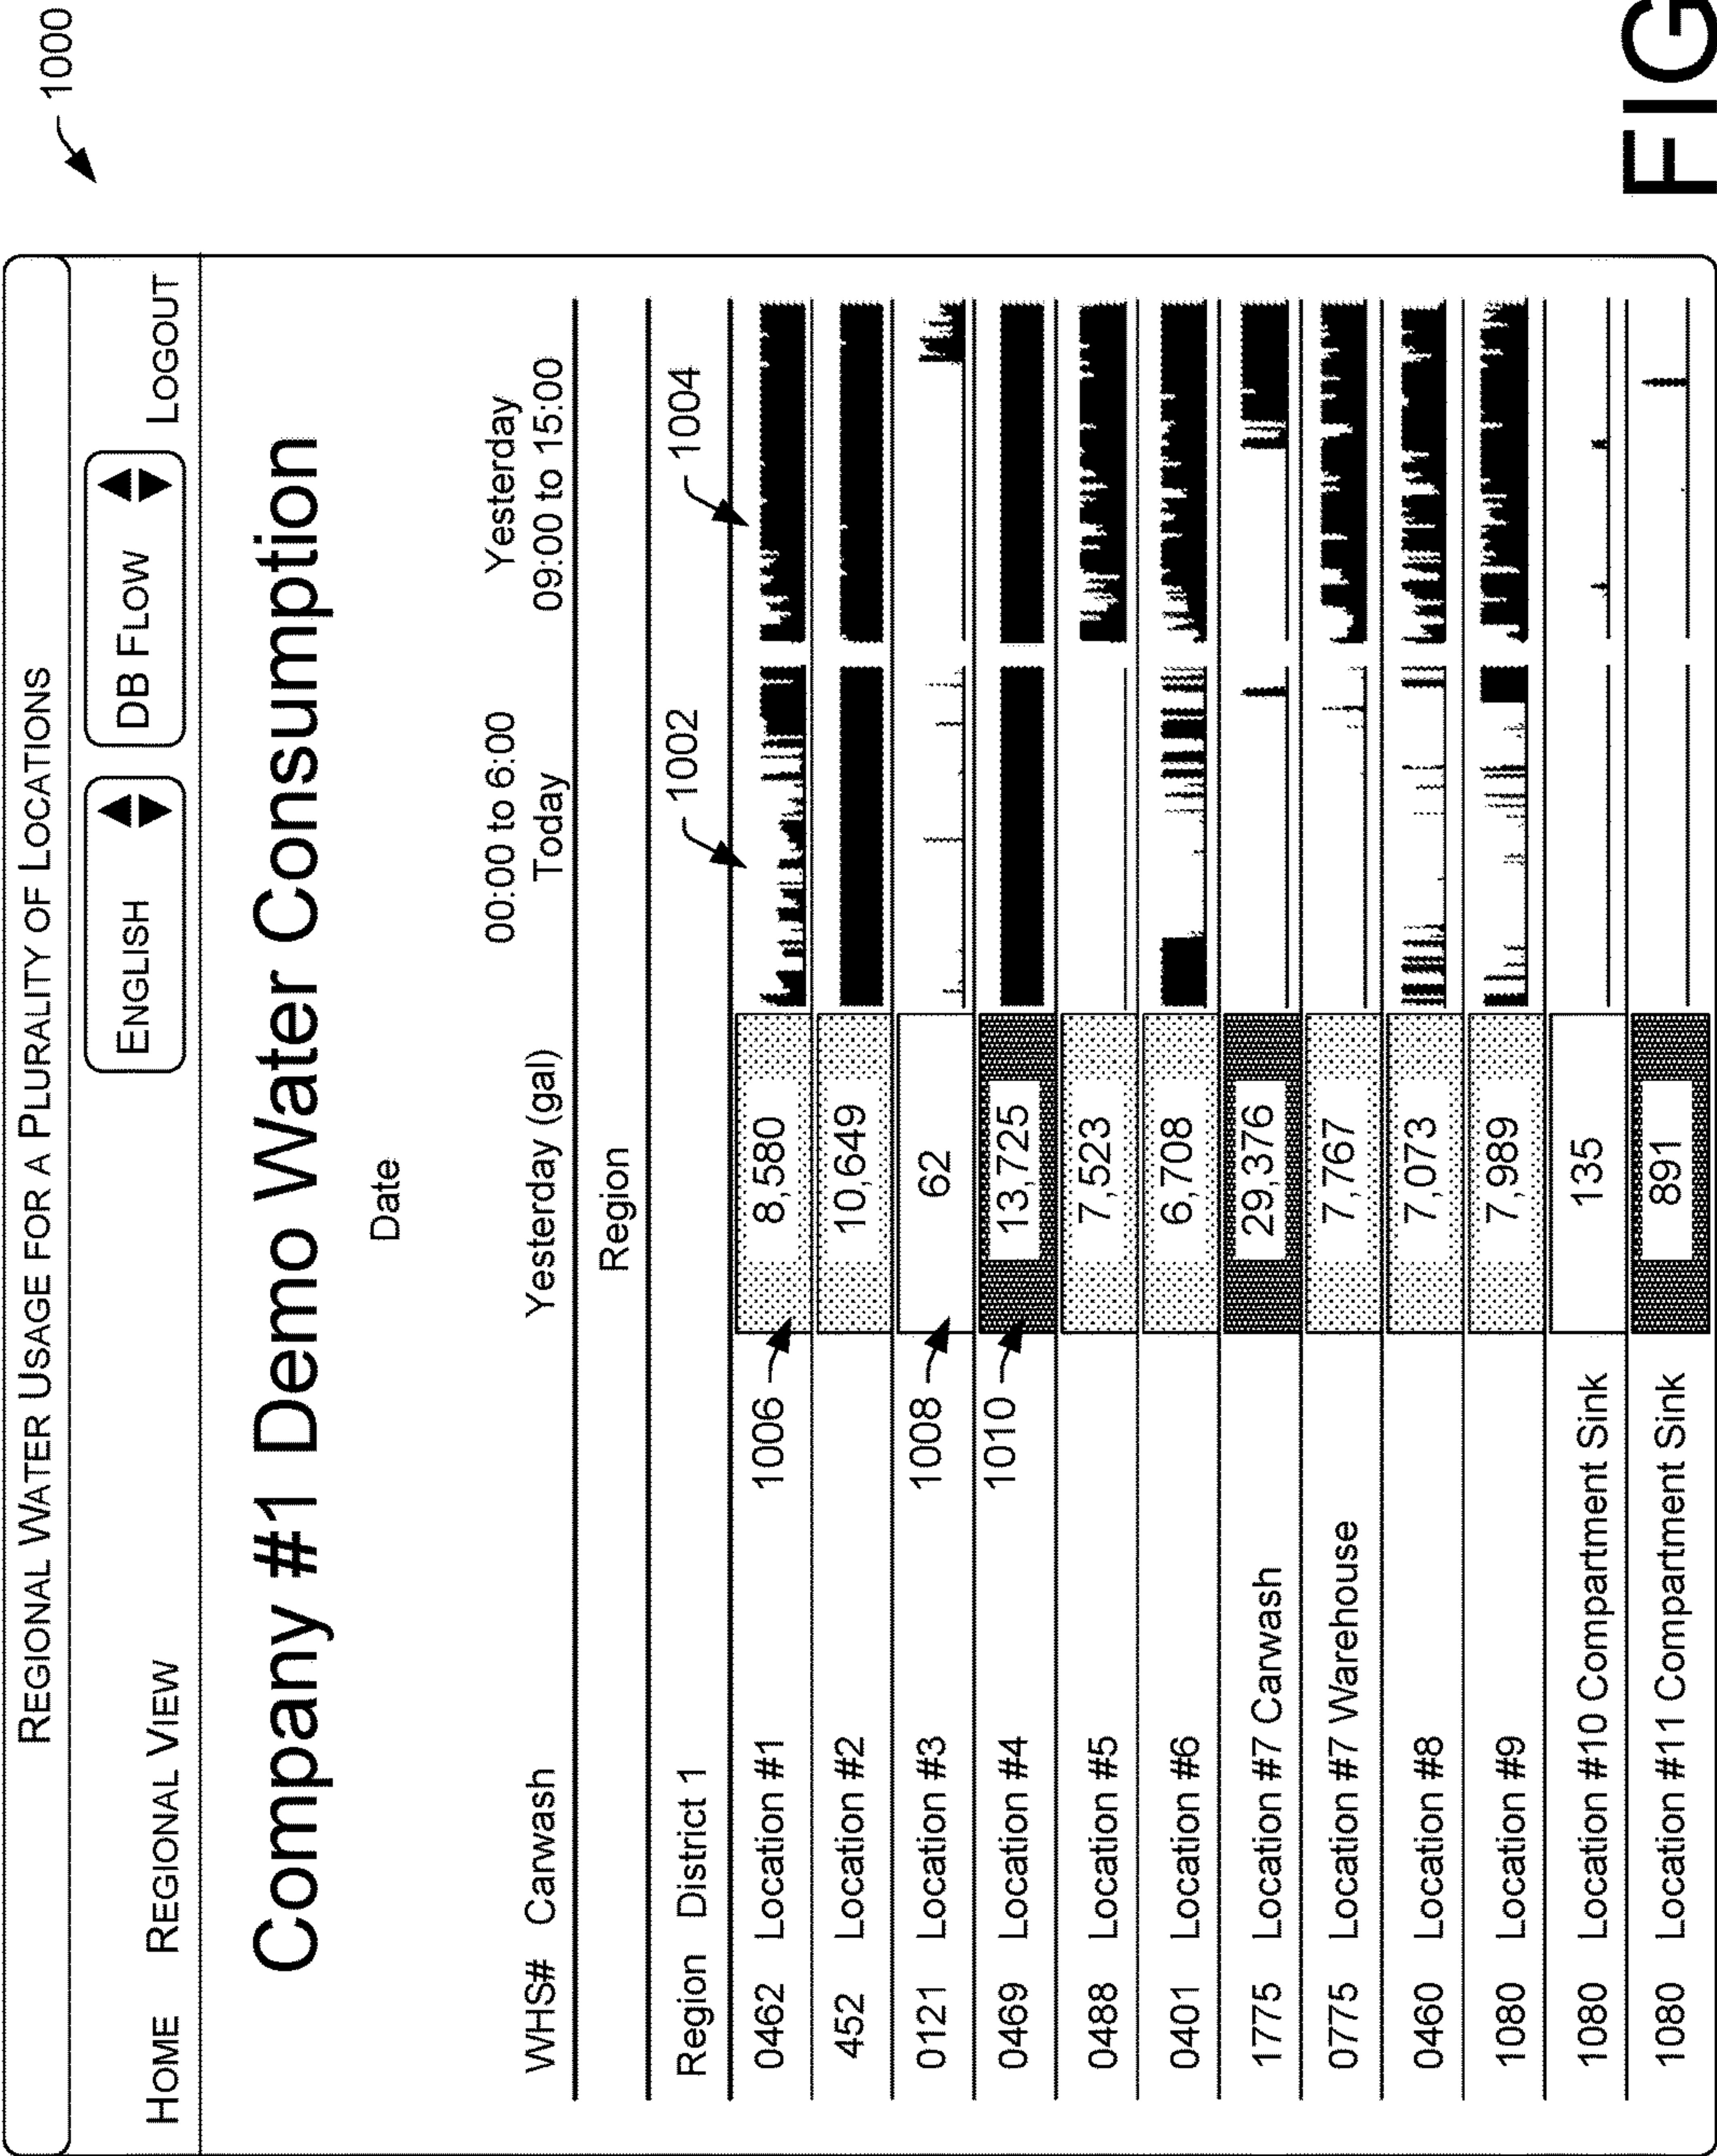 1000
REGIONAL WATER USAGE FOR A PLURALITY OF LOCATIONS
HOME REGIONAL VIEW ENGLISH DB FLOW LOGOUT
Company #1 Demo Water Consumption
Date
WHS# Carwash Yesterday (gal) 00:00 to 6:00 Today Yesterday 09:00 to 15:00
Region
Region District 1 1002 1004
0462 Location #1 1006 8,580
452 Location #2 10,649
0121 Location #3 1008 62
0469 Location #4 1010 13,725
0488 Location #5 7,523
0401 Location #6 6,708
1775 Location #7 Carwash 29,376
0775 Location #7 Warehouse 7,767
0460 Location #8 7,073
1080 Location #9 7,989
1080 Location #10 Compartment Sink 135
1080 Location #11 Compartment Sink 891
FIG